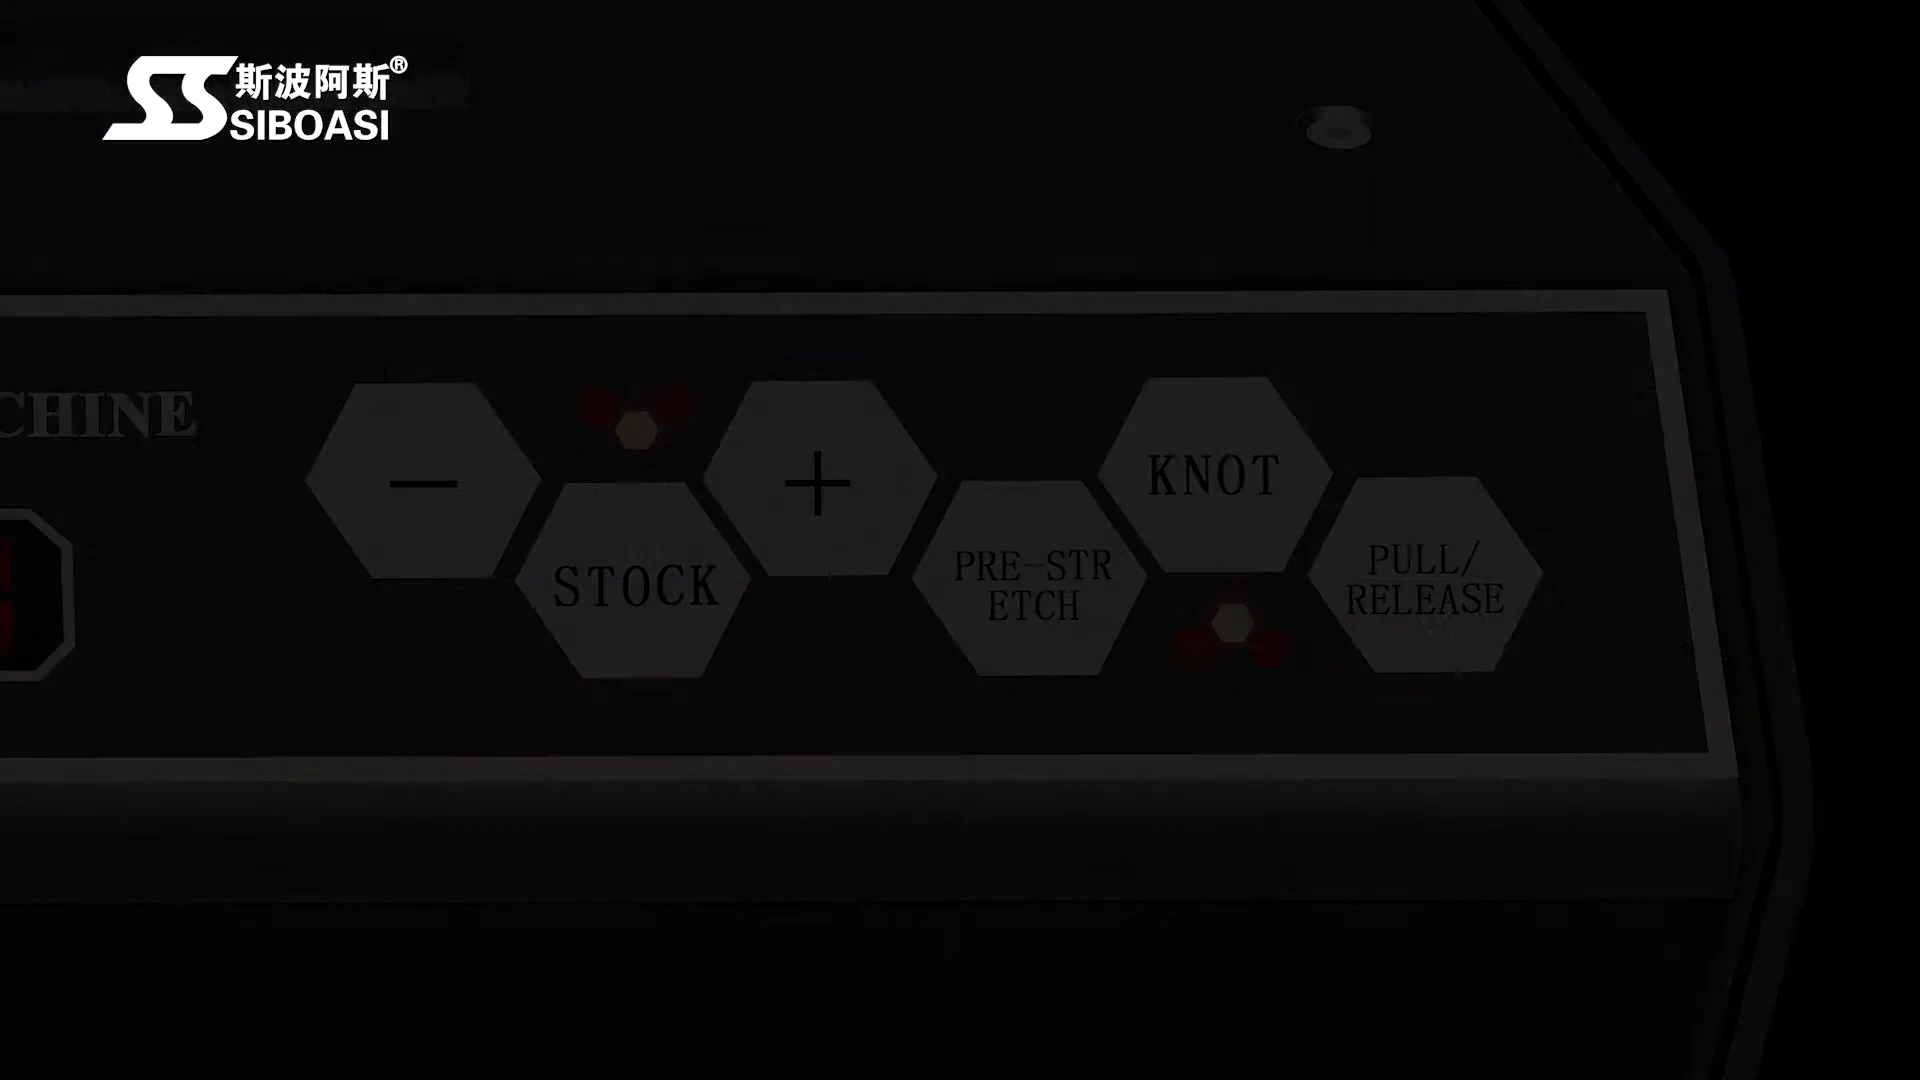 斯波阿斯®
SIBOASI
CHINE
−
+
KNOT
STOCK
PRE-STR
ETCH
PULL/
RELEASE